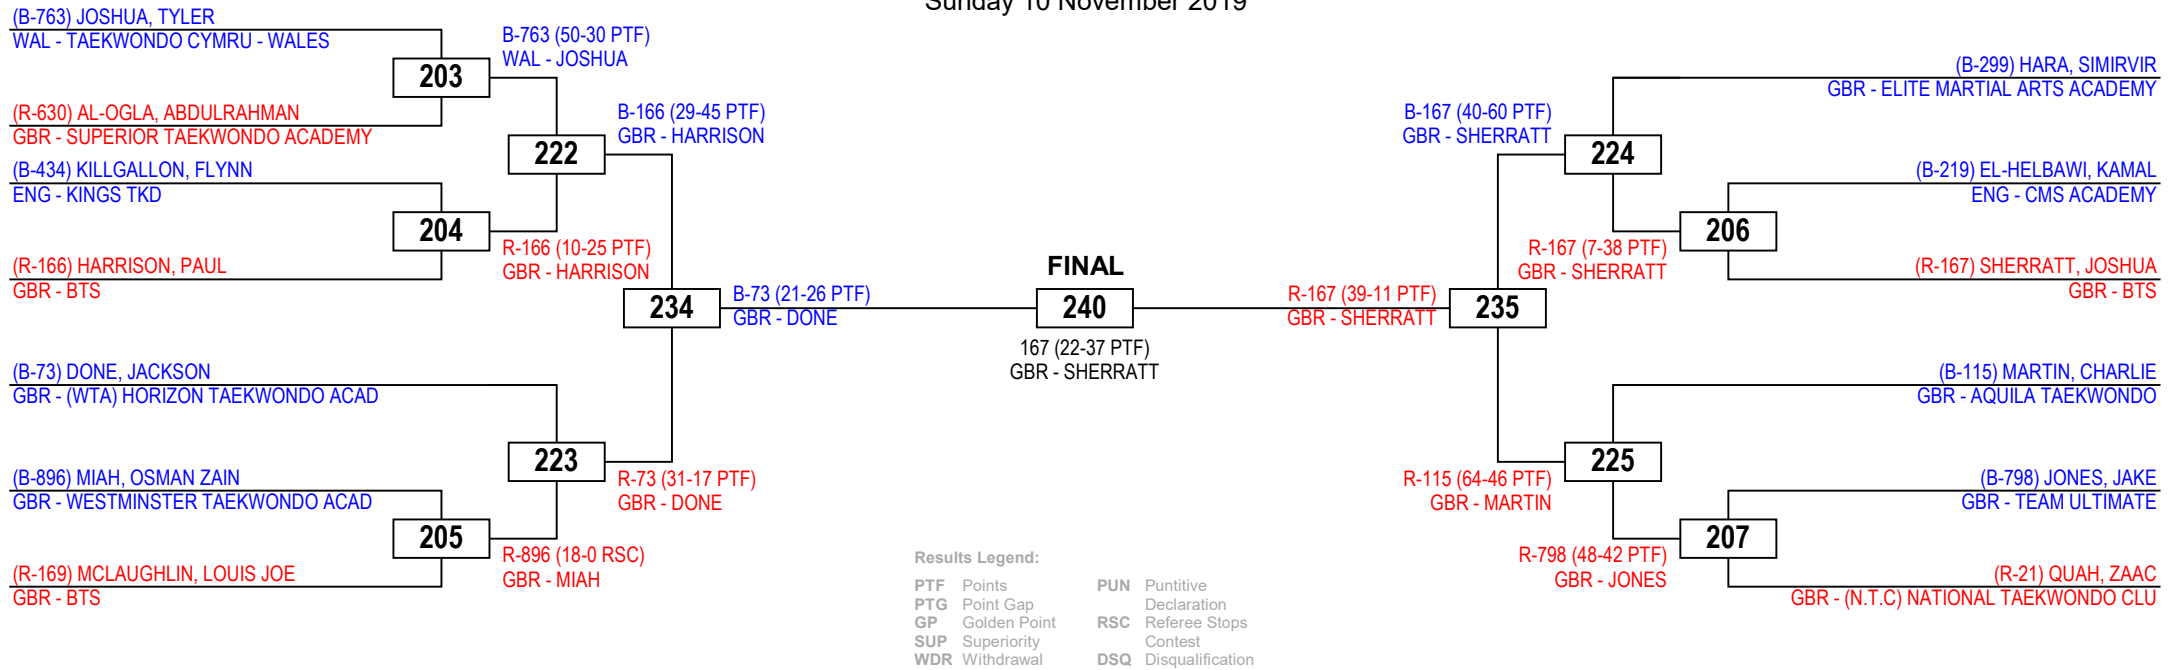 Sunday 10 November 2019
(B-763) JOSHUA, TYLER
WAL - TAEKWONDO CYMRU - WALES
203
(R-630) AL-OGLA, ABDULRAHMAN
GBR - SUPERIOR TAEKWONDO ACADEMY
(B-434) KILLGALLON, FLYNN
ENG - KINGS TKD
204
(R-166) HARRISON, PAUL
GBR - BTS
(B-73) DONE, JACKSON
GBR - (WTA) HORIZON TAEKWONDO ACAD
(B-896) MIAH, OSMAN ZAIN
GBR - WESTMINSTER TAEKWONDO ACAD
205
(R-169) MCLAUGHLIN, LOUIS JOE
GBR - BTS
B-763 (50-30 PTF)
WAL - JOSHUA
222
R-166 (10-25 PTF)
GBR - HARRISON
223
R-896 (18-0 RSC)
GBR - MIAH
B-166 (29-45 PTF)
GBR - HARRISON
234
R-73 (31-17 PTF)
GBR - DONE
B-73 (21-26 PTF)
GBR - DONE
FINAL
240
167 (22-37 PTF)
GBR - SHERRATT
R-167 (39-11 PTF)
GBR - SHERRATT
235
B-167 (40-60 PTF)
GBR - SHERRATT
R-115 (64-46 PTF)
GBR - MARTIN
224
R-167 (7-38 PTF)
GBR - SHERRATT
225
R-798 (48-42 PTF)
GBR - JONES
(B-299) HARA, SIMIRVIR
GBR - ELITE MARTIAL ARTS ACADEMY
(B-219) EL-HELBAWI, KAMAL
ENG - CMS ACADEMY
206
(R-167) SHERRATT, JOSHUA
GBR - BTS
(B-115) MARTIN, CHARLIE
GBR - AQUILA TAEKWONDO
(B-798) JONES, JAKE
GBR - TEAM ULTIMATE
207
(R-21) QUAH, ZAAC
GBR - (N.T.C) NATIONAL TAEKWONDO CLU
Results Legend:
PTF Points
PTG Point Gap
GP Golden Point
SUP Superiority
WDR Withdrawal
PUN Puntitive
Declaration
RSC Referee Stops
Contest
DSQ Disqualification